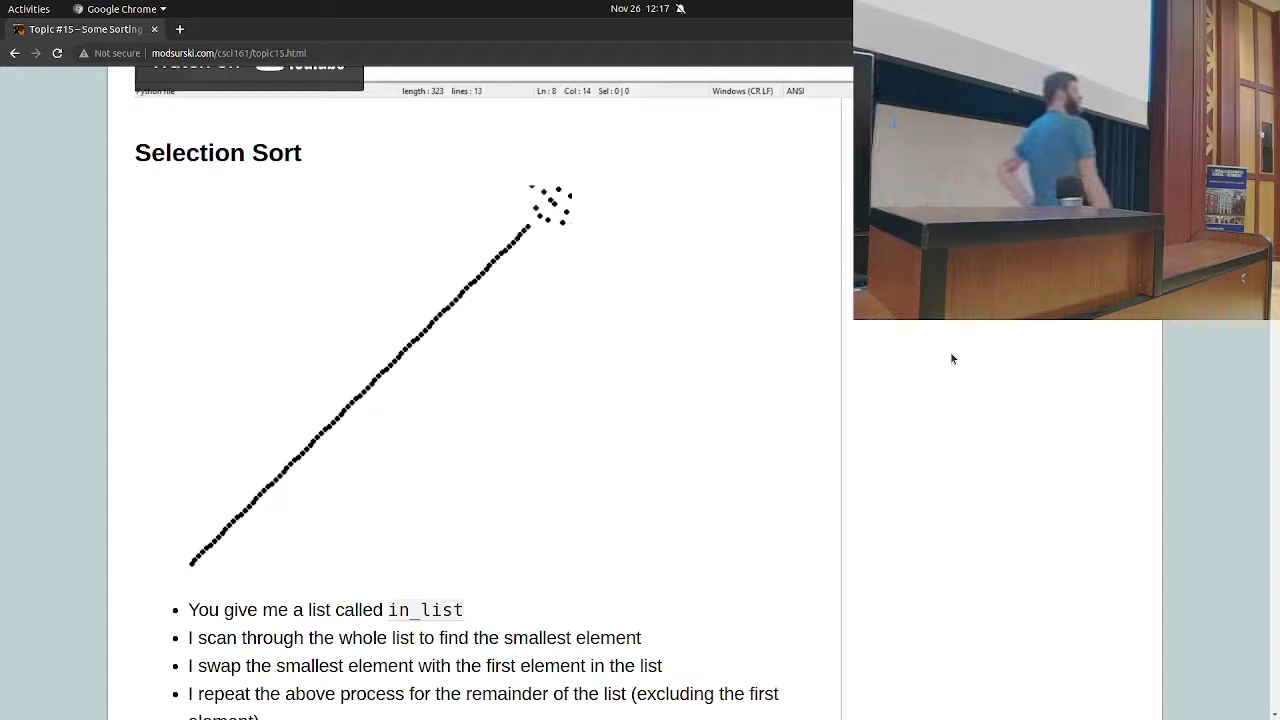 Activities
Google Chrome
Nov 26 12:17
Topic #15 – Some Sorting
Not secure
modsurski.com/csci161/topic15.html
Python file
length : 323 lines : 13
Ln : 8 Col : 14 Sel : 0 | 0
Windows (CR LF)
ANSI
Selection Sort
You give me a list called in_list
I scan through the whole list to find the smallest element
I swap the smallest element with the first element in the list
I repeat the above process for the remainder of the list (excluding the first
element)